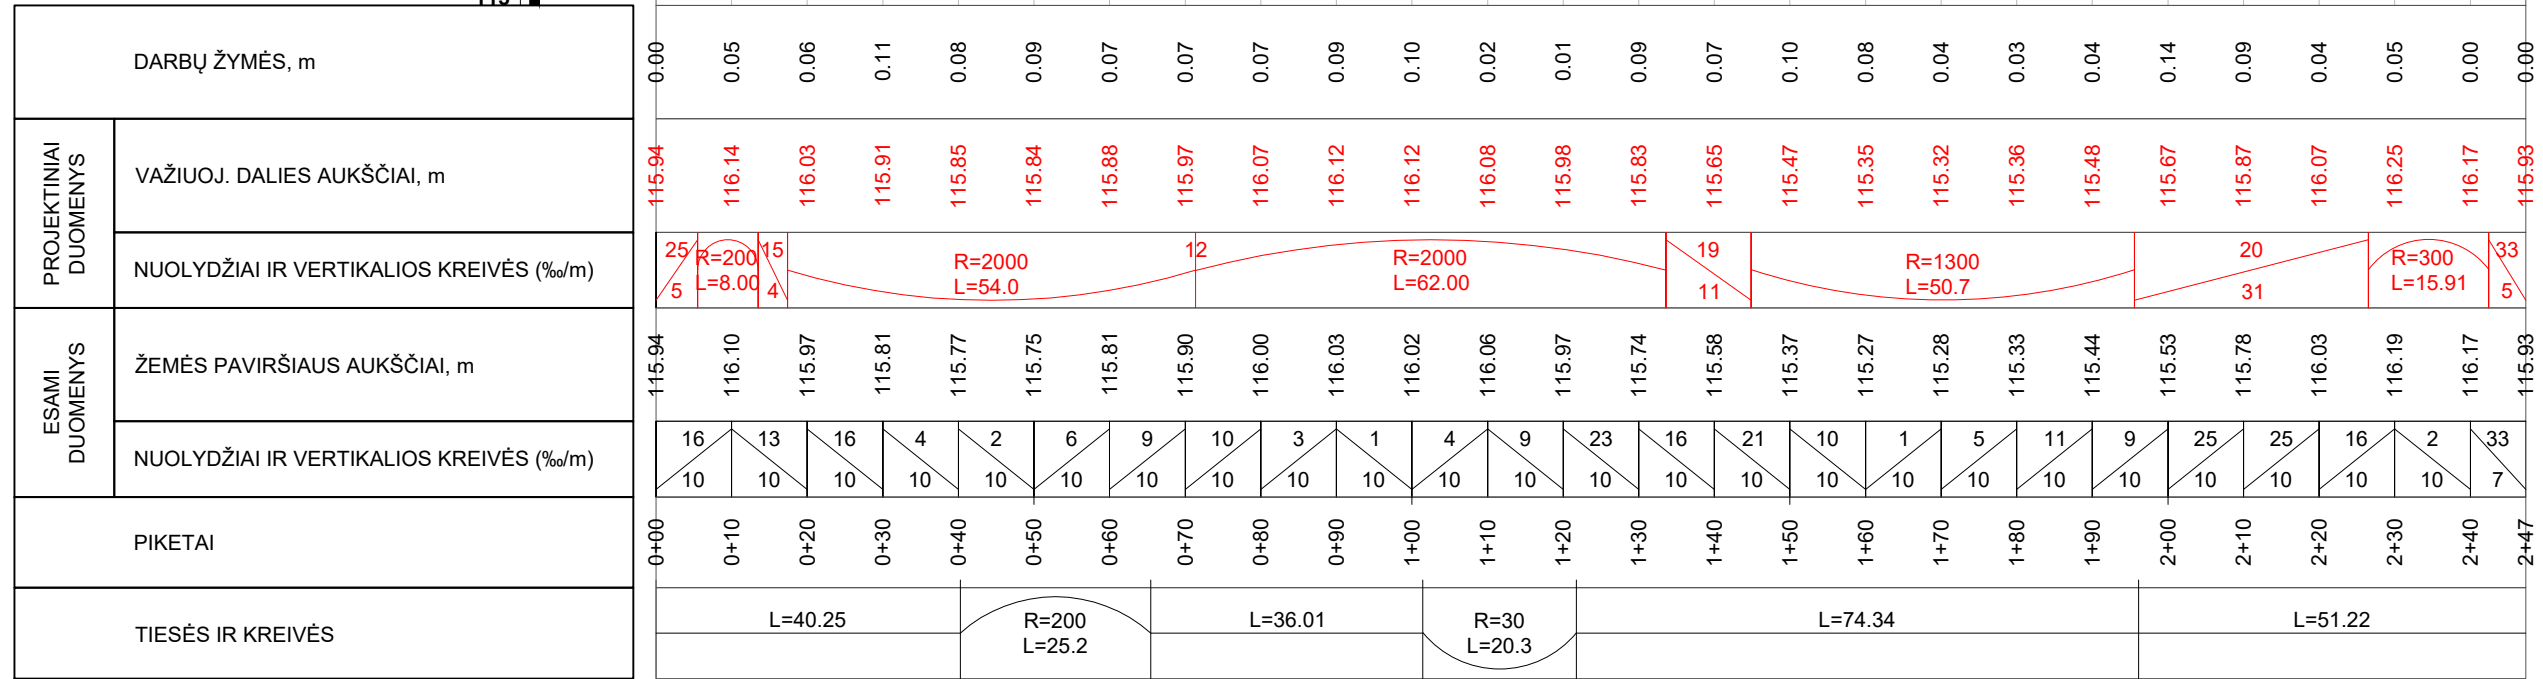 DARBŲ ŽYMĖS, m
0.00 0.05 0.06 0.11 0.08 0.09 0.07 0.07 0.07 0.09 0.10 0.02 0.01 0.09 0.07 0.10 0.08 0.04 0.03 0.04 0.14 0.09 0.04 0.05 0.00 0.00
PROJEKTINIAI
DUOMENYS
VAŽIUOJ. DALIES AUKŠČIAI, m
115.94 116.14 116.03 115.91 115.85 115.84 115.88 115.97 116.07 116.12 116.12 116.08 115.98 115.83 115.65 115.47 115.35 115.32 115.36 115.48 115.67 115.87 116.07 116.25 116.17 115.93
NUOLYDŽIAI IR VERTIKALIOS KREIVĖS (‰/m)
25 R=200 15 R=2000 12 R=2000 19 R=1300 20 R=300 33
5 L=8.00 4 L=54.0 L=62.00 11 L=50.7 31 L=15.91 5
ESAMI
DUOMENYS
ŽEMĖS PAVIRŠIAUS AUKŠČIAI, m
115.94 116.10 115.97 115.81 115.77 115.75 115.81 115.90 116.00 116.03 116.02 116.06 115.97 115.74 115.58 115.37 115.27 115.28 115.33 115.44 115.53 115.78 116.03 116.19 116.17 115.93
NUOLYDŽIAI IR VERTIKALIOS KREIVĖS (‰/m)
16 13 16 4 2 6 9 10 3 1 4 9 23 16 21 10 1 5 11 9 25 25 16 2 33
10 10 10 10 10 10 10 10 10 10 10 10 10 10 10 10 10 10 10 10 10 10 10 10 7
PIKETAI
0+00 0+10 0+20 0+30 0+40 0+50 0+60 0+70 0+80 0+90 1+00 1+10 1+20 1+30 1+40 1+50 1+60 1+70 1+80 1+90 2+00 2+10 2+20 2+30 2+40 2+47
TIESĖS IR KREIVĖS
L=40.25 R=200 L=36.01 R=30 L=74.34 L=51.22
L=25.2 L=20.3